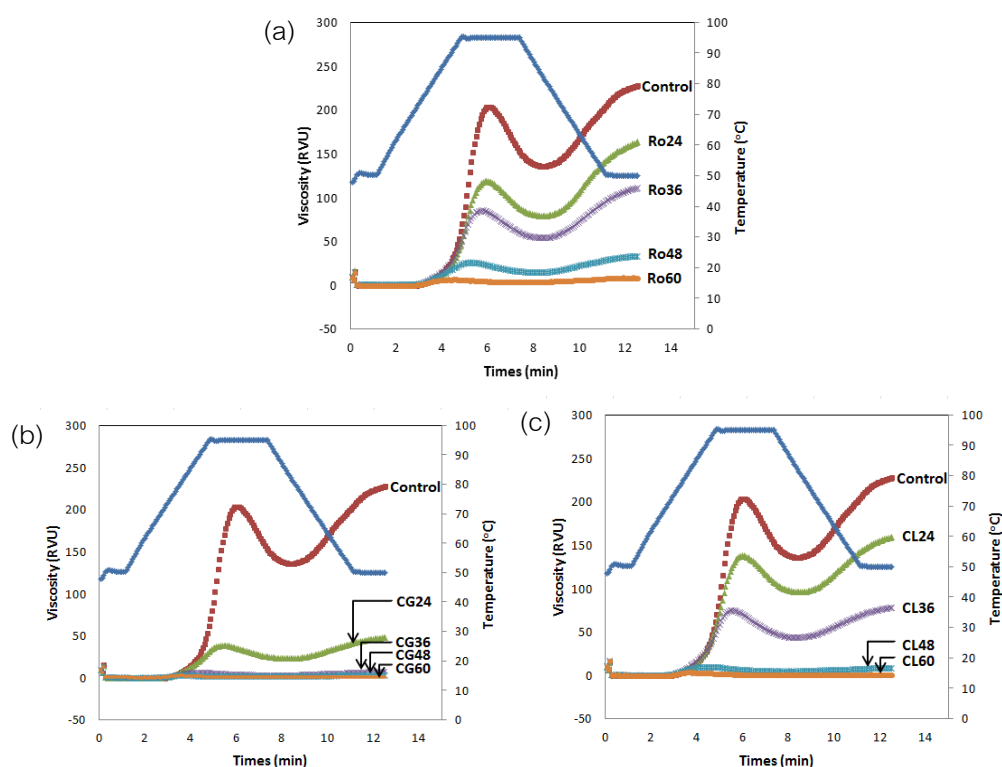 (a)
300
250
200
150
100
50
0
-50
Viscosity (RVU)
0 2 4 6 8 10 12 14
Times (min)
100
90
80
70
60
50
40
30
20
10
0
Temperature (°C)
Control
Ro24
Ro36
Ro48
Ro60
(b)
300
250
200
150
100
50
0
-50
Viscosity (RVU)
0 2 4 6 8 10 12 14
Times (min)
100
90
80
70
60
50
40
30
20
10
0
Temperature (°C)
Control
CG24
CG36
CG48
CG60
(c)
300
250
200
150
100
50
0
-50
Viscosity (RVU)
0 2 4 6 8 10 12 14
Times (min)
100
90
80
70
60
50
40
30
20
10
0
Temperature (°C)
Control
CL24
CL36
CL48
CL60